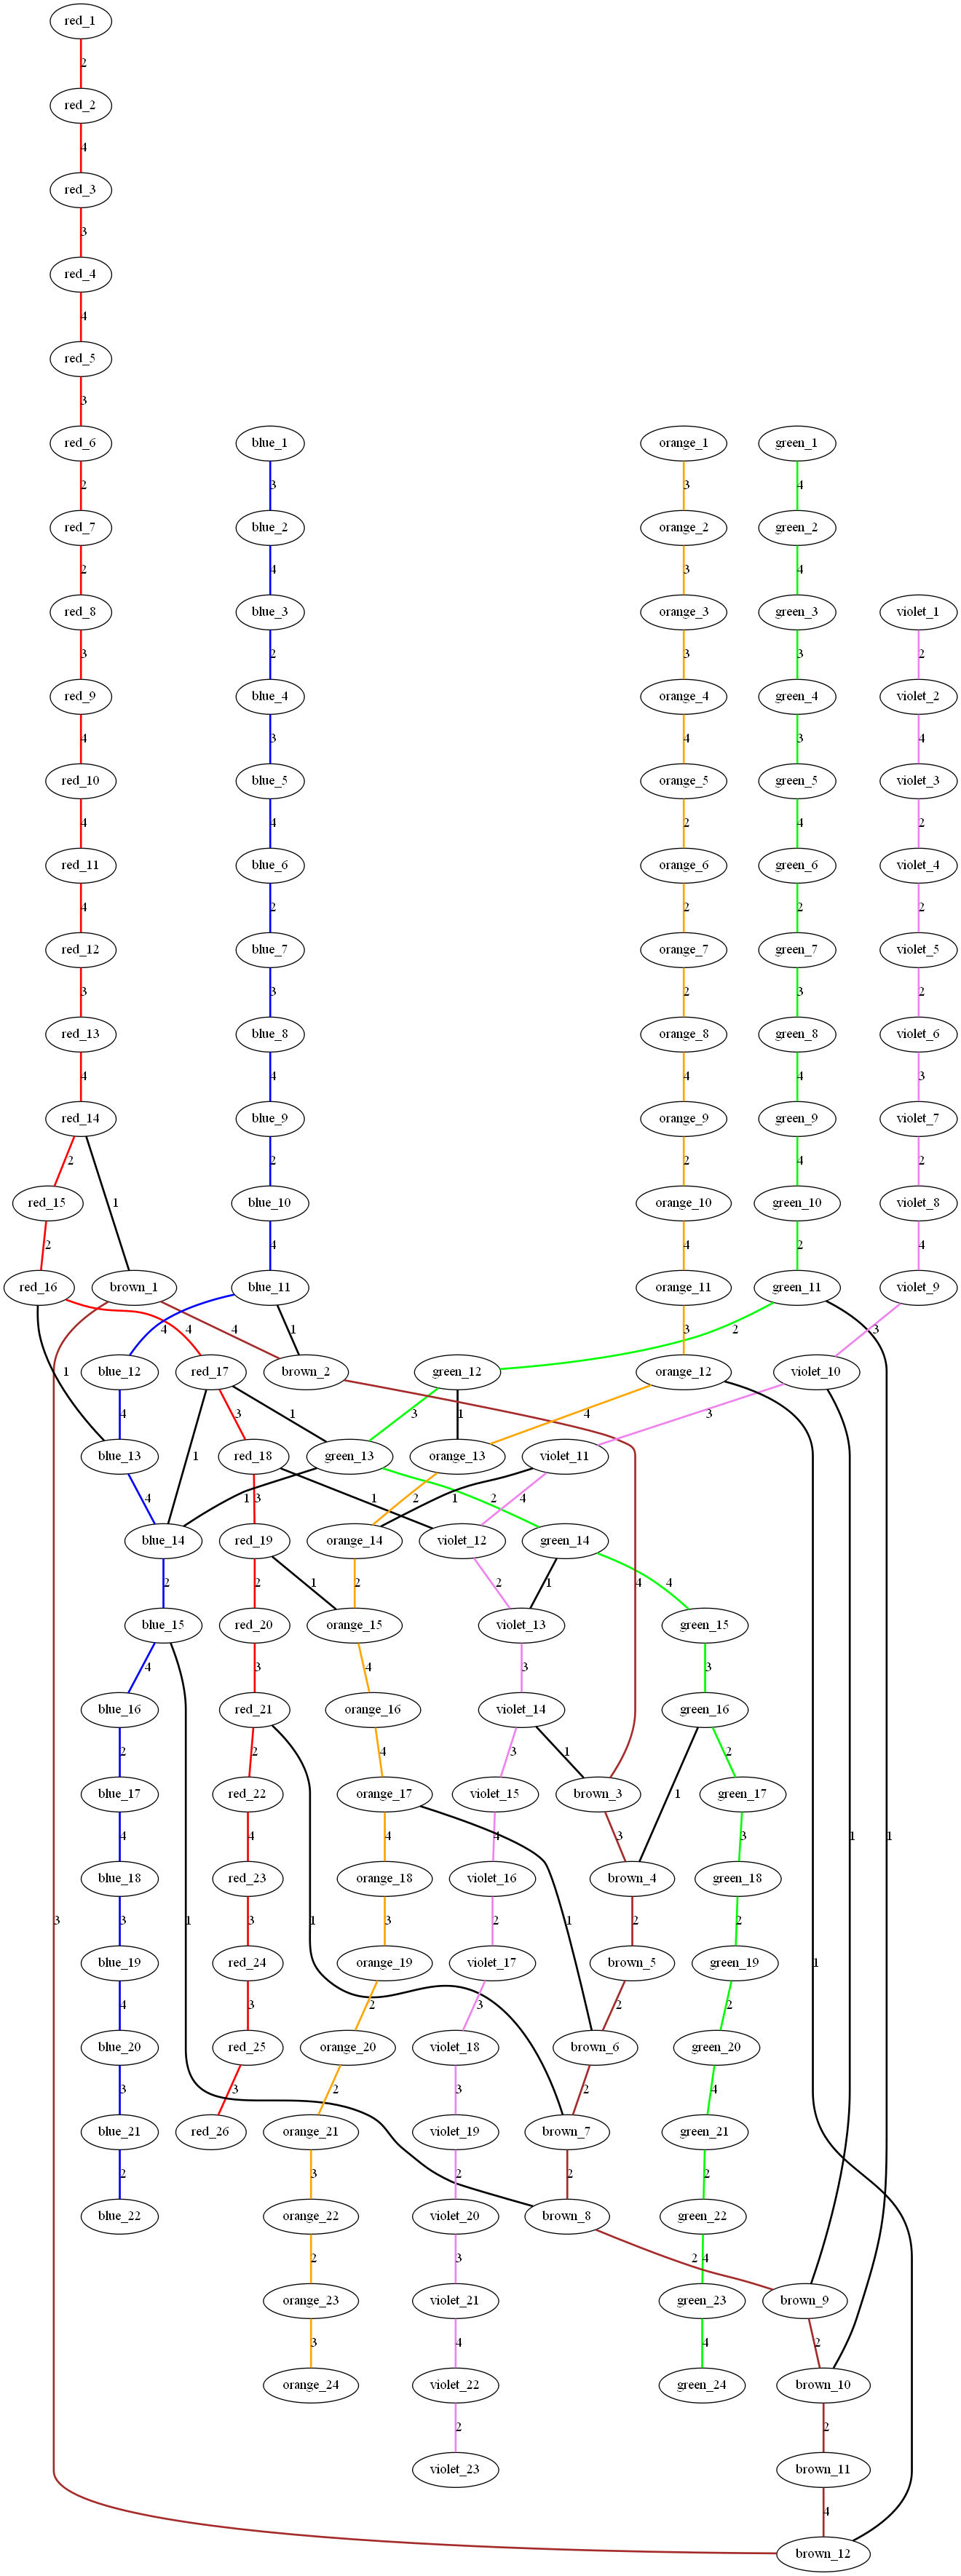 red_1
2
red_2
4
red_3
3
red_4
4
red_5
3
red_6 blue_1 orange_1 green_1
2 3 3 4
red_7 blue_2 orange_2 green_2
2 4 3 4
red_8 blue_3 orange_3 green_3 violet_1
3 2 3 3 2
red_9 blue_4 orange_4 green_4 violet_2
4 3 4 3 4
red_10 blue_5 orange_5 green_5 violet_3
4 4 2 4 2
red_11 blue_6 orange_6 green_6 violet_4
4 2 2 2 2
red_12 blue_7 orange_7 green_7 violet_5
3 3 2 3 2
red_13 blue_8 orange_8 green_8 violet_6
4 4 4 4 3
red_14 blue_9 orange_9 green_9 violet_7
2 1 2 2 4 2
red_15 blue_10 orange_10 green_10 violet_8
2 4 4 2 4
red_16 brown_1 blue_11 orange_11 green_11 violet_9
4 4 4 1 3 2 3
blue_12 red_17 brown_2 green_12 orange_12 violet_10
1 4 3 1 3 1 4 3
blue_13 red_18 green_13 orange_13 violet_11
4 1 3 1 1 2 1 4 2
blue_14 red_19 orange_14 violet_12 green_14
2 2 1 2 2 1 4 4
blue_15 red_20 orange_15 violet_13 green_15
4 3 4 3 3
blue_16 red_21 orange_16 violet_14 green_16
2 2 4 3 1 1 2
blue_17 red_22 orange_17 violet_15 brown_3 green_17
4 4 4 4 3 3 1
blue_18 red_23 orange_18 violet_16 brown_4 green_18
3 3 1 3 1 3 2 1 2 2 1
blue_19 red_24 orange_19 violet_17 brown_5 green_19 1
4 3 2 3 2 2
blue_20 red_25 orange_20 violet_18 brown_6 green_20
3 3 2 3 2 4
blue_21 red_26 orange_21 violet_19 brown_7 green_21
2 3 2 2 2
blue_22 orange_22 violet_20 brown_8 green_22
2 3 2 4
orange_23 violet_21 green_23 brown_9
3 4 4 2
orange_24 violet_22 green_24 brown_10
2 2
violet_23 brown_11
4
brown_12